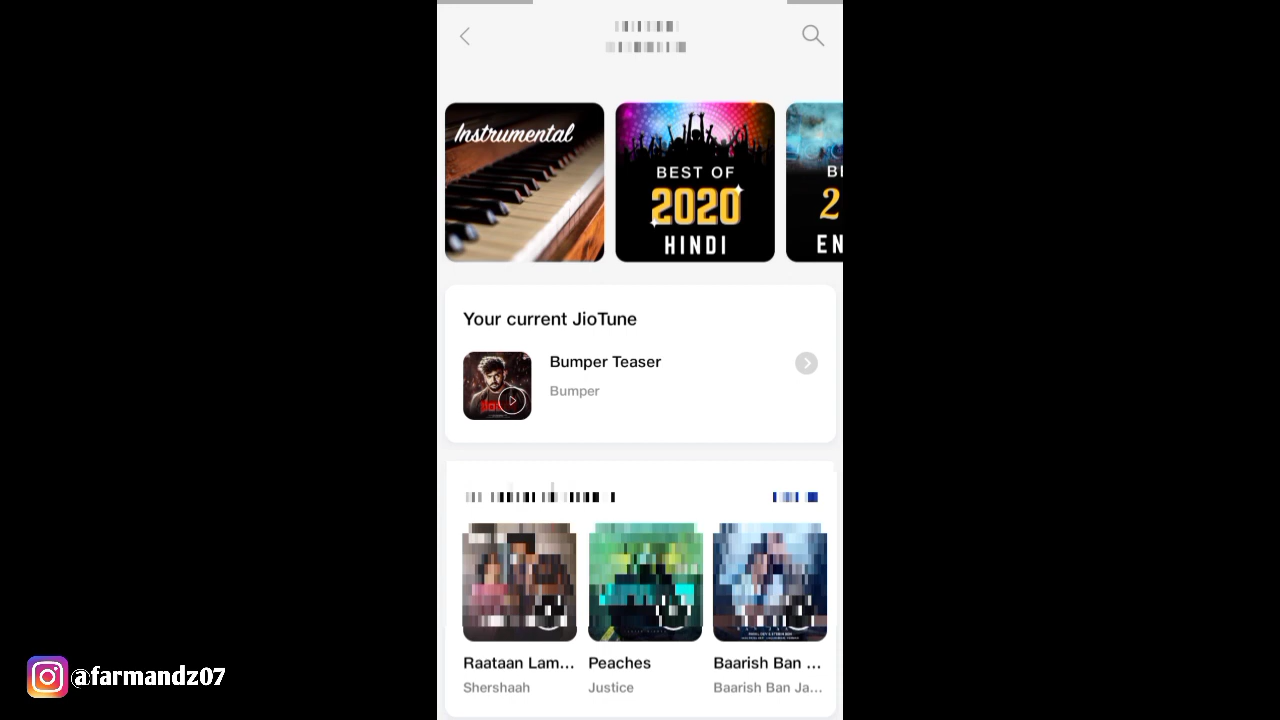 Instrumental
BEST OF
2020
HINDI
Your current JioTune
Bumper Teaser
Bumper
Raataan Lam...
Peaches
Baarish Ban ...
Shershaah
Justice
Baarish Ban Ja...
@farmandz07